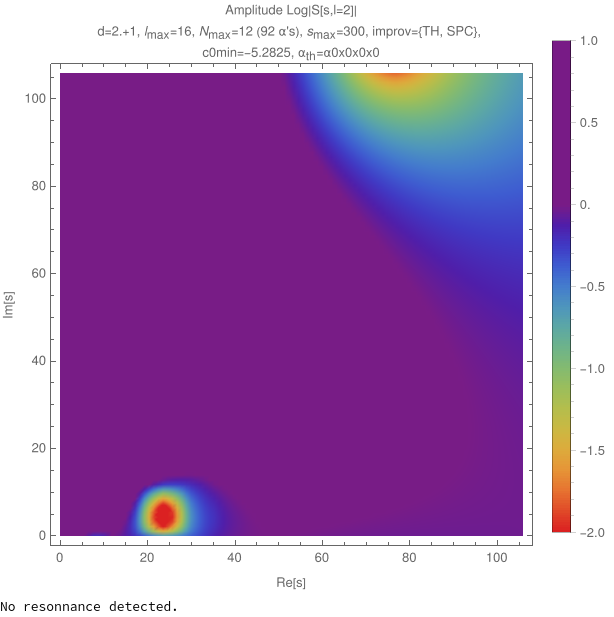 Amplitude Log|S[s,l=2]|
d=2.+1, lmax=16, Nmax=12 (92 α's), smax=300, improv={TH, SPC},
c0min=−5.2825, αth=α0x0x0x0
100
80
60
40
20
0
Im[s]
0 20 40 60 80 100
Re[s]
1.0
0.5
0.
−0.5
−1.0
−1.5
−2.0
No resonnance detected.